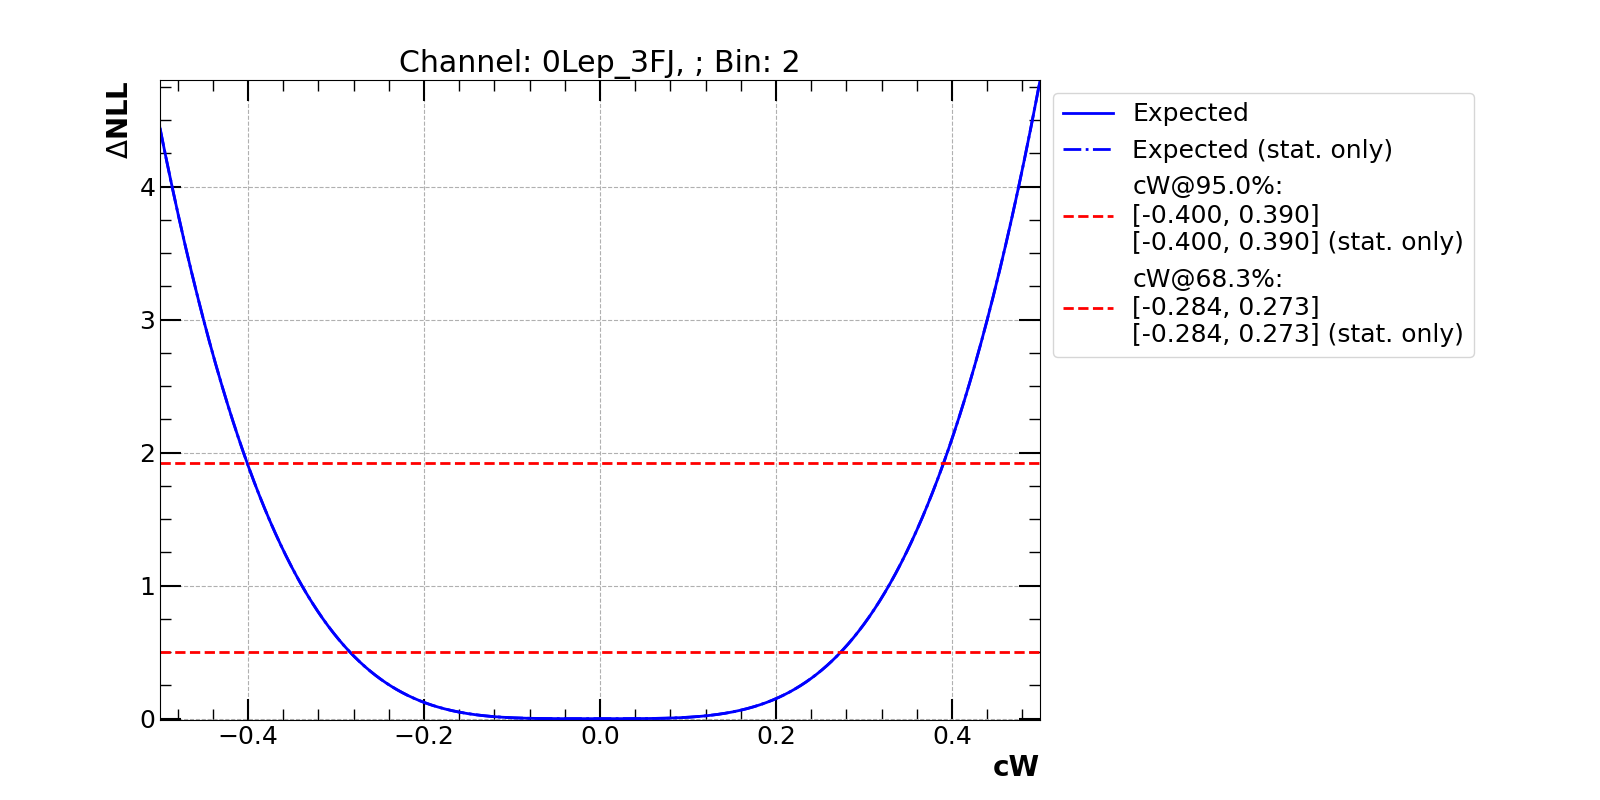 Channel: 0Lep_3FJ, ; Bin: 2
ΔNLL
4
3
2
1
0
−0.4
−0.2
0.0
0.2
0.4
cW
Expected
Expected (stat. only)
cW@95.0%:
[-0.400, 0.390]
[-0.400, 0.390] (stat. only)
cW@68.3%:
[-0.284, 0.273]
[-0.284, 0.273] (stat. only)